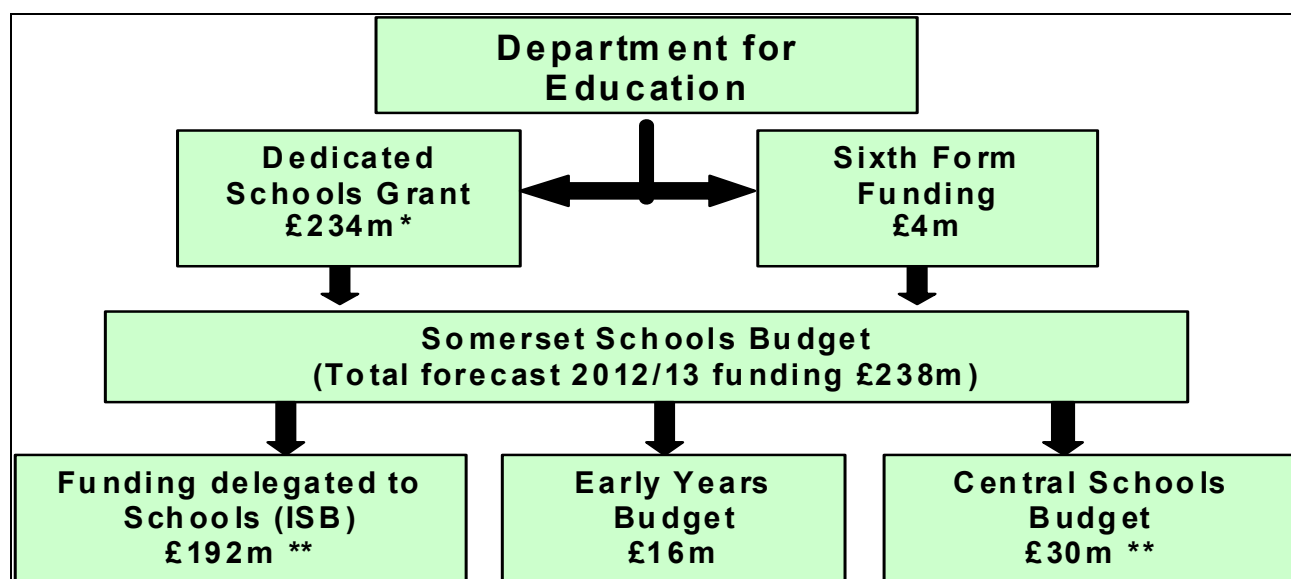 Department for
Education
Dedicated
Schools Grant
£234m*
Sixth Form
Funding
£4m
Somerset Schools Budget
(Total forecast 2012/13 funding £238m)
Funding delegated to
Schools (ISB)
£192m **
Early Years
Budget
£16m
Central Schools
Budget
£30m **